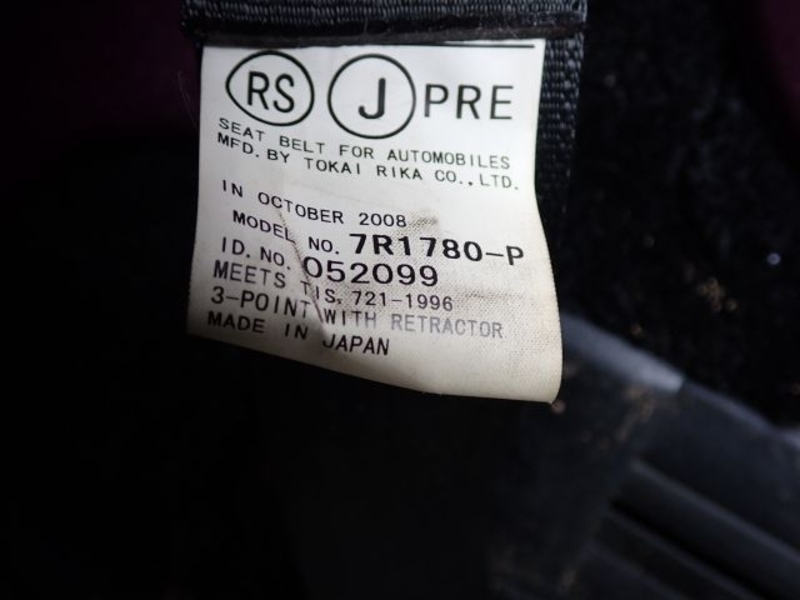 RS J PRE
SEAT BELT FOR AUTOMOBILES
MFD. BY TOKAI RIKA CO., LTD.
IN OCTOBER 2008
MODEL NO. 7R1780-P
ID. NO. 052099
MEETS TIS, 721-1996
3-POINT WITH RETRACTOR
MADE IN JAPAN